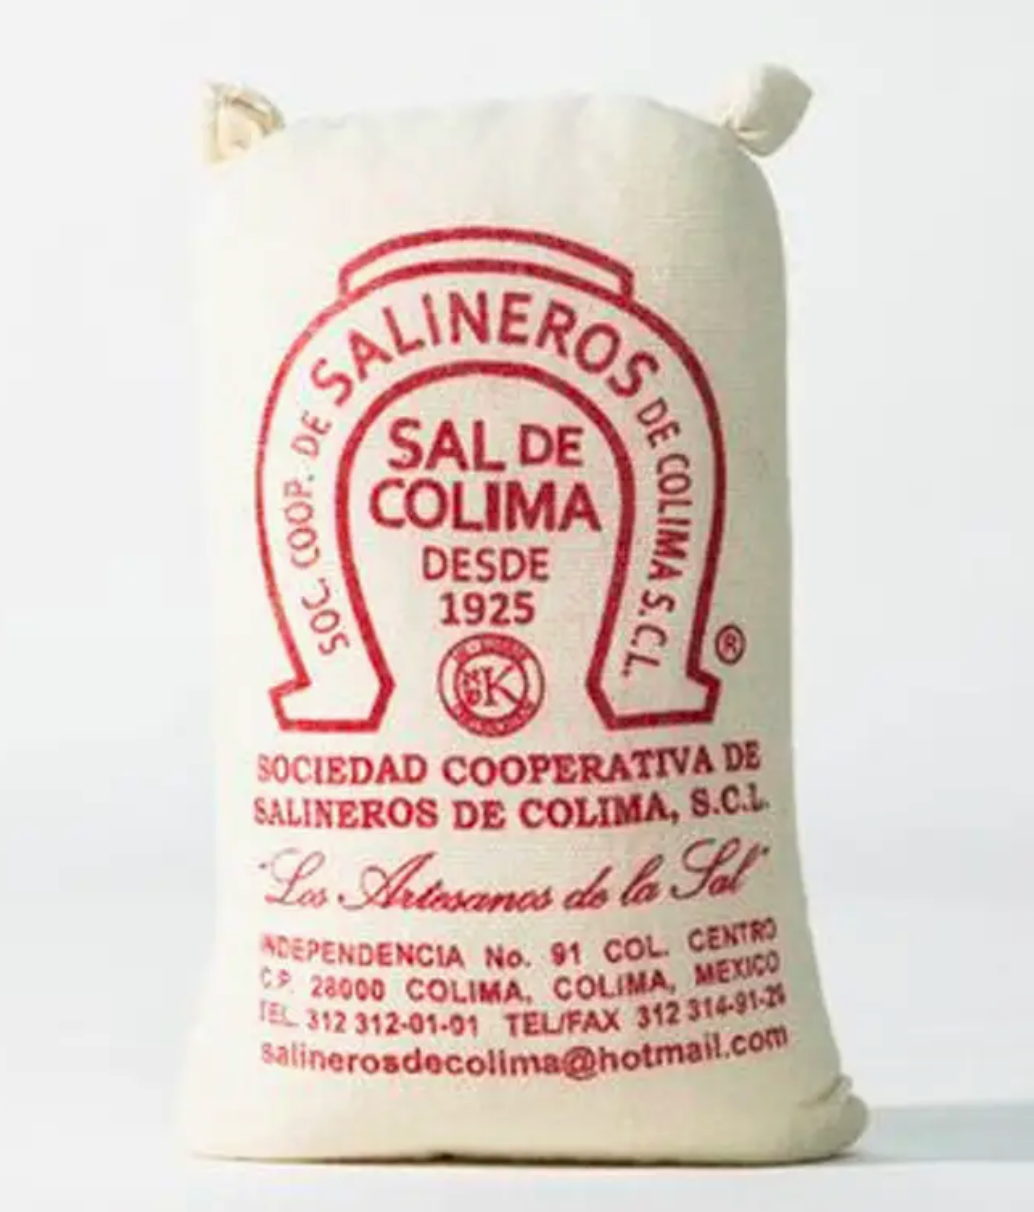 SOC. COOP. DE SALINEROS DE COLIMA S.C.L.
SAL DE
COLIMA
DESDE
1925
K
®
SOCIEDAD COOPERATIVA DE
SALINEROS DE COLIMA, S.C.L.
"Los Artesanos de la Sal"
INDEPENDENCIA No. 91 COL. CENTRO
C.P. 28000 COLIMA, COLIMA, MEXICO
TEL. 312 312-01-01 TEL/FAX 312
salinerosdecolima@hotmail.com